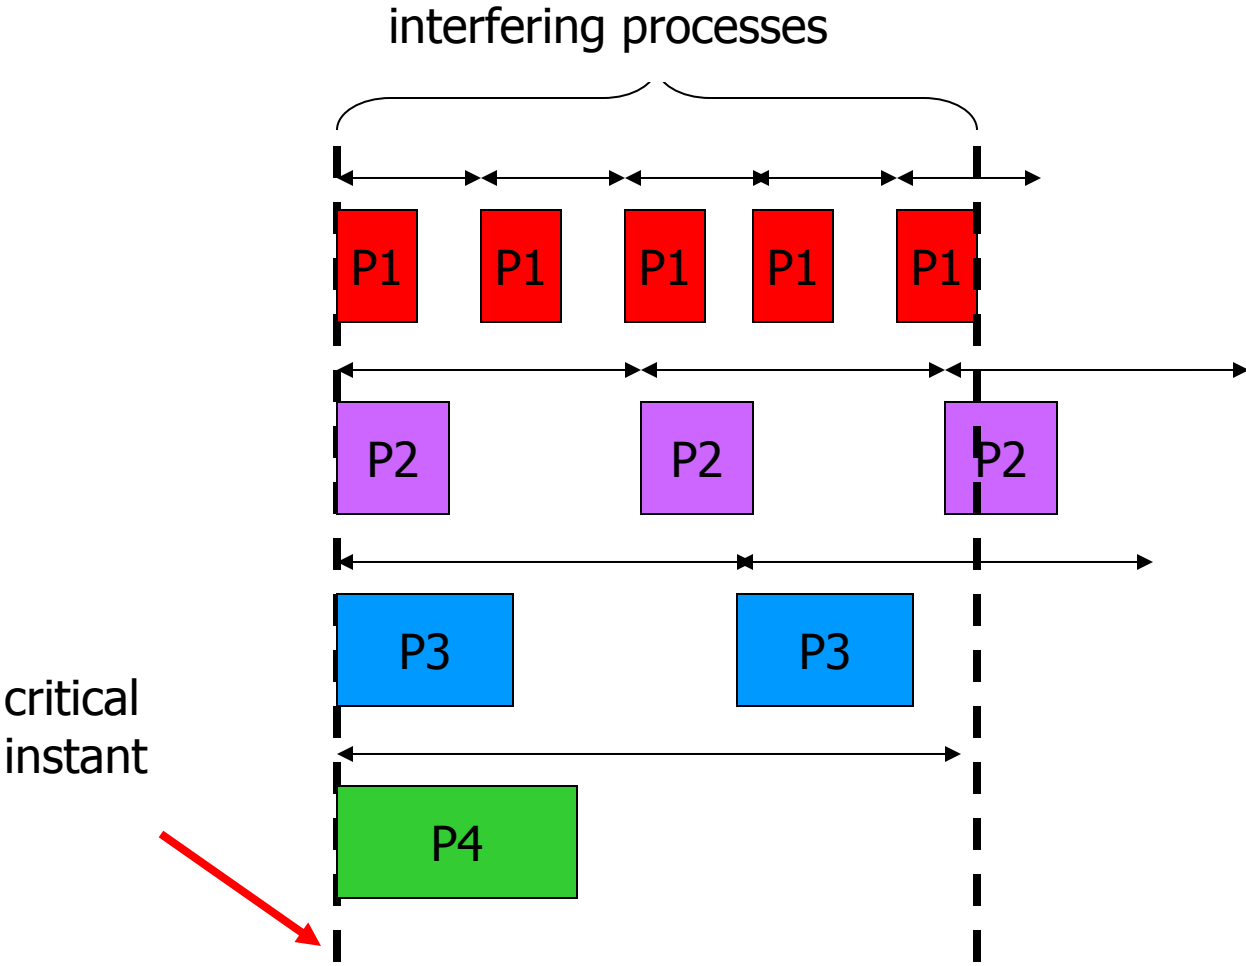 interfering processes
P1 P1 P1 P1 P1
P2 P2 P2
P3 P3
critical
instant
P4